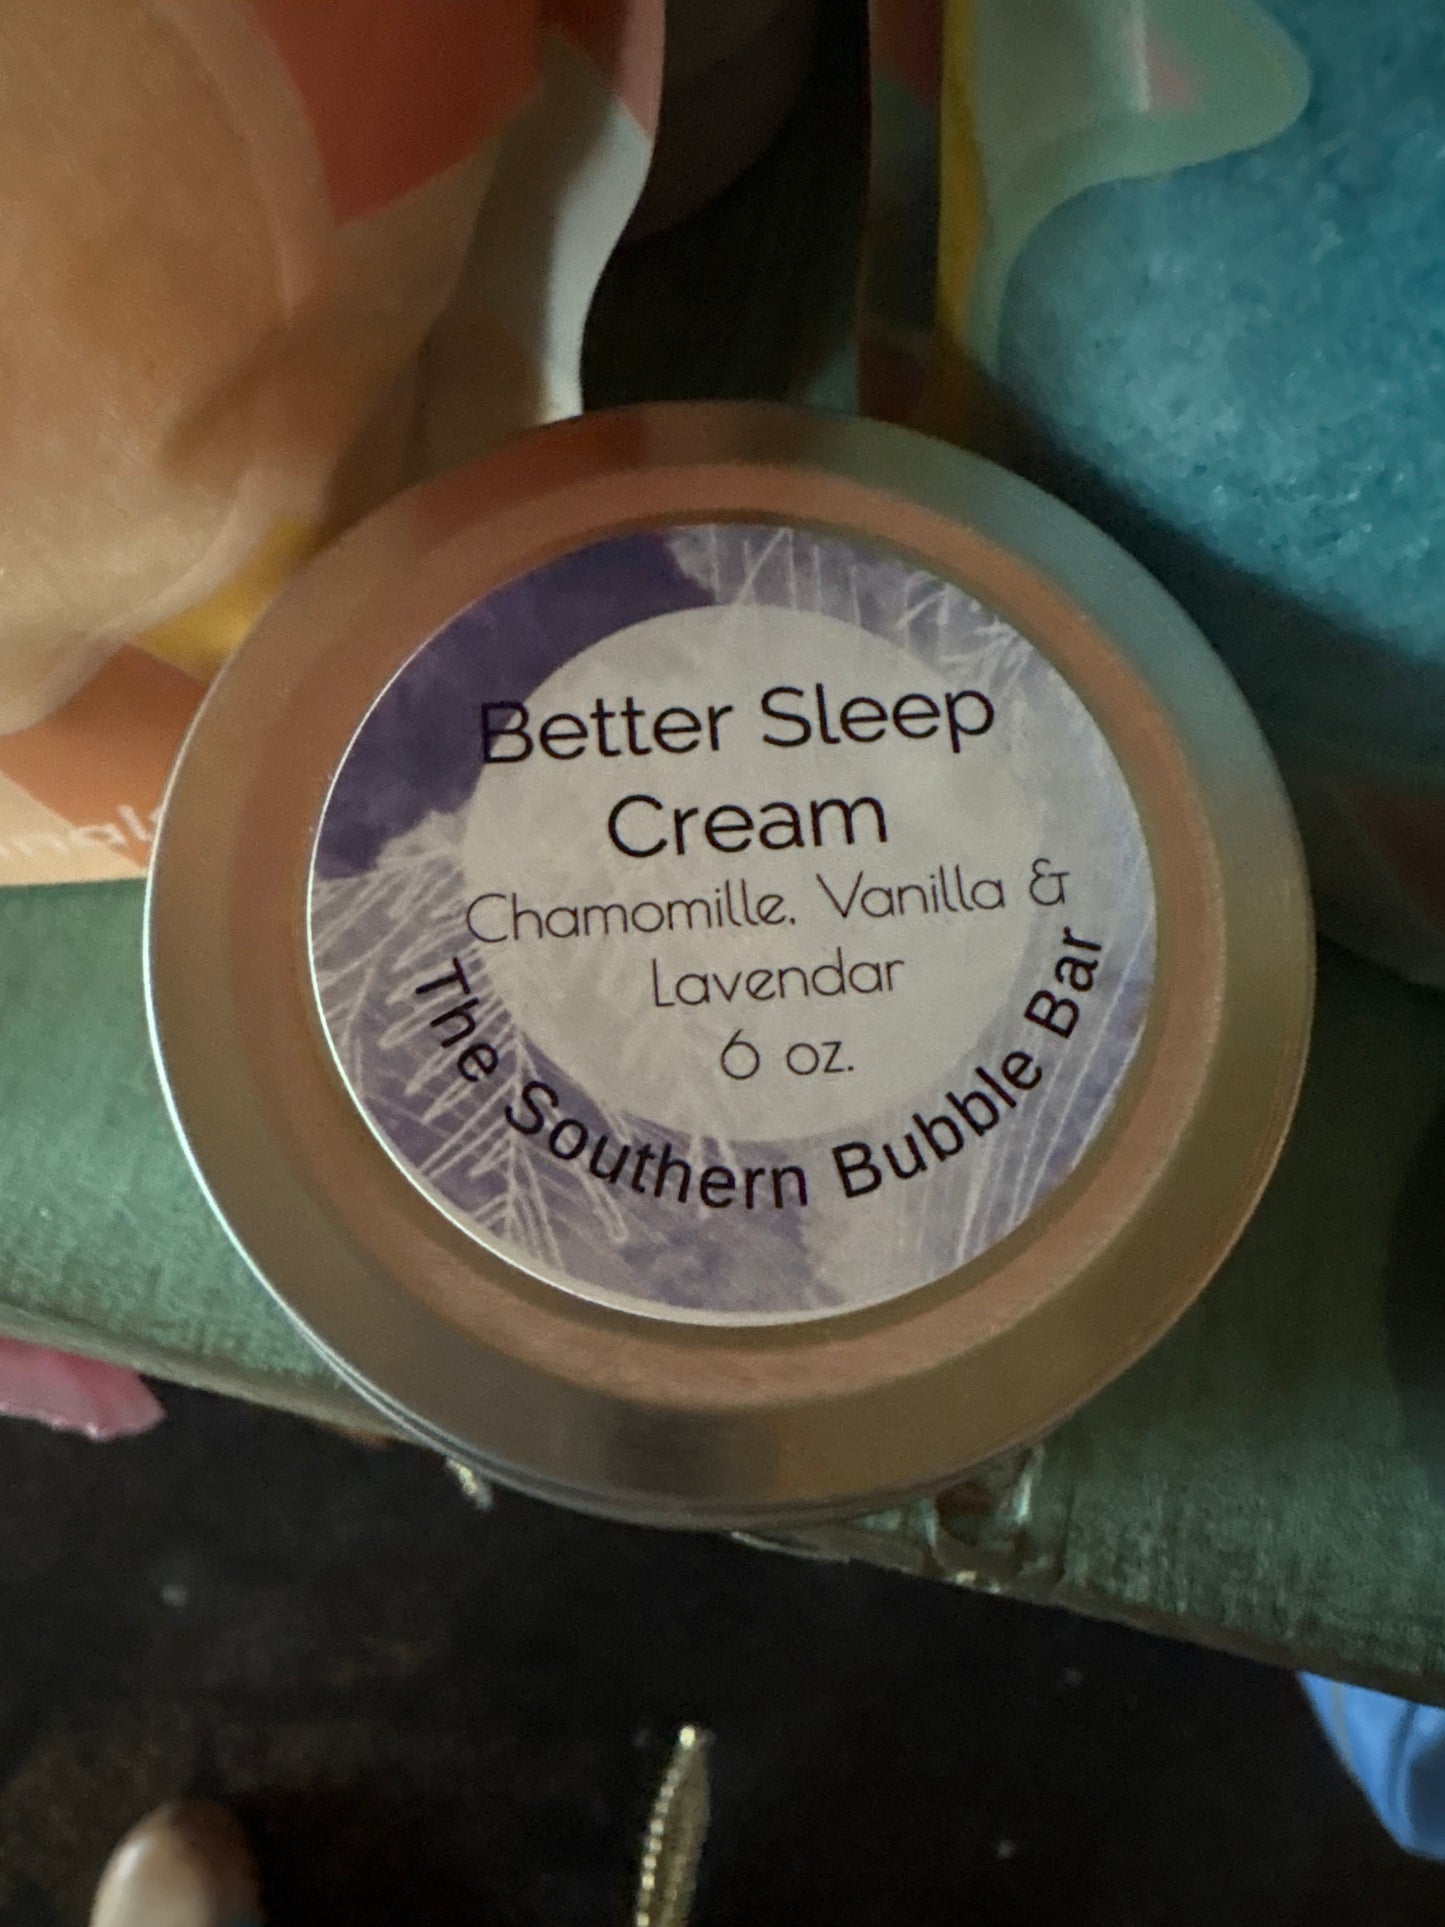 Better Sleep
Cream
Chamomille, Vanilla &
Lavendar
6 oz.
The Southern Bubble Bar